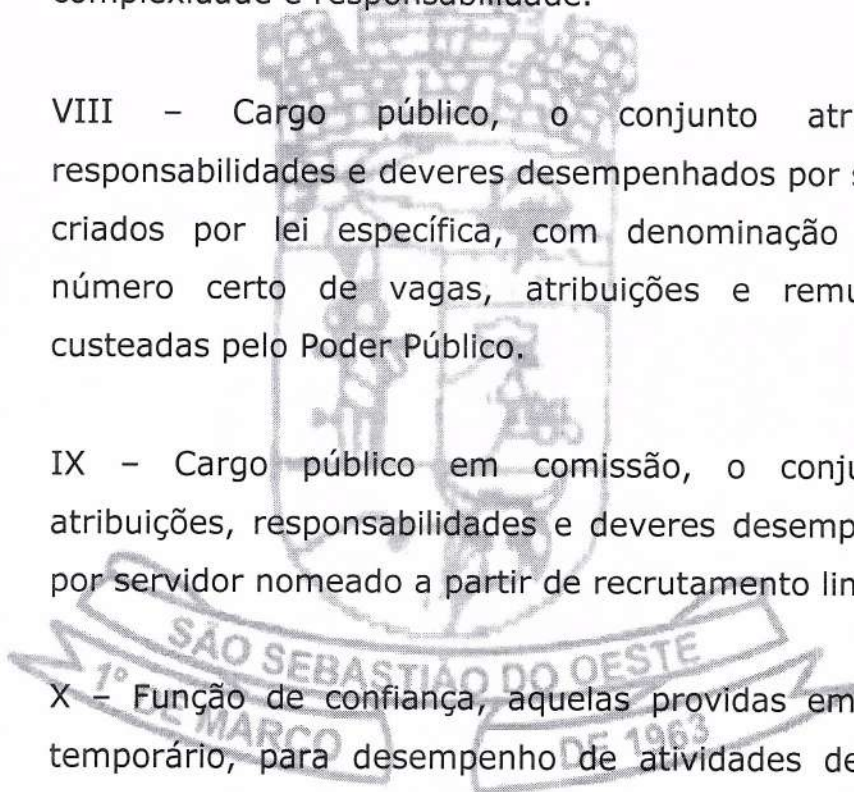 complexidade e responsabilidade.
VIII – Cargo público, o conjunto atr
responsabilidades e deveres desempenhados por s
criados por lei específica, com denominação
número certo de vagas, atribuições e remu
custeadas pelo Poder Público.
IX – Cargo público em comissão, o conju
atribuições, responsabilidades e deveres desemp
por servidor nomeado a partir de recrutamento lin
SÃO SEBASTIÃO DO OESTE
1º DE MARÇO DE 1963
X – Função de confiança, aquelas providas em
temporário, para desempenho de atividades de